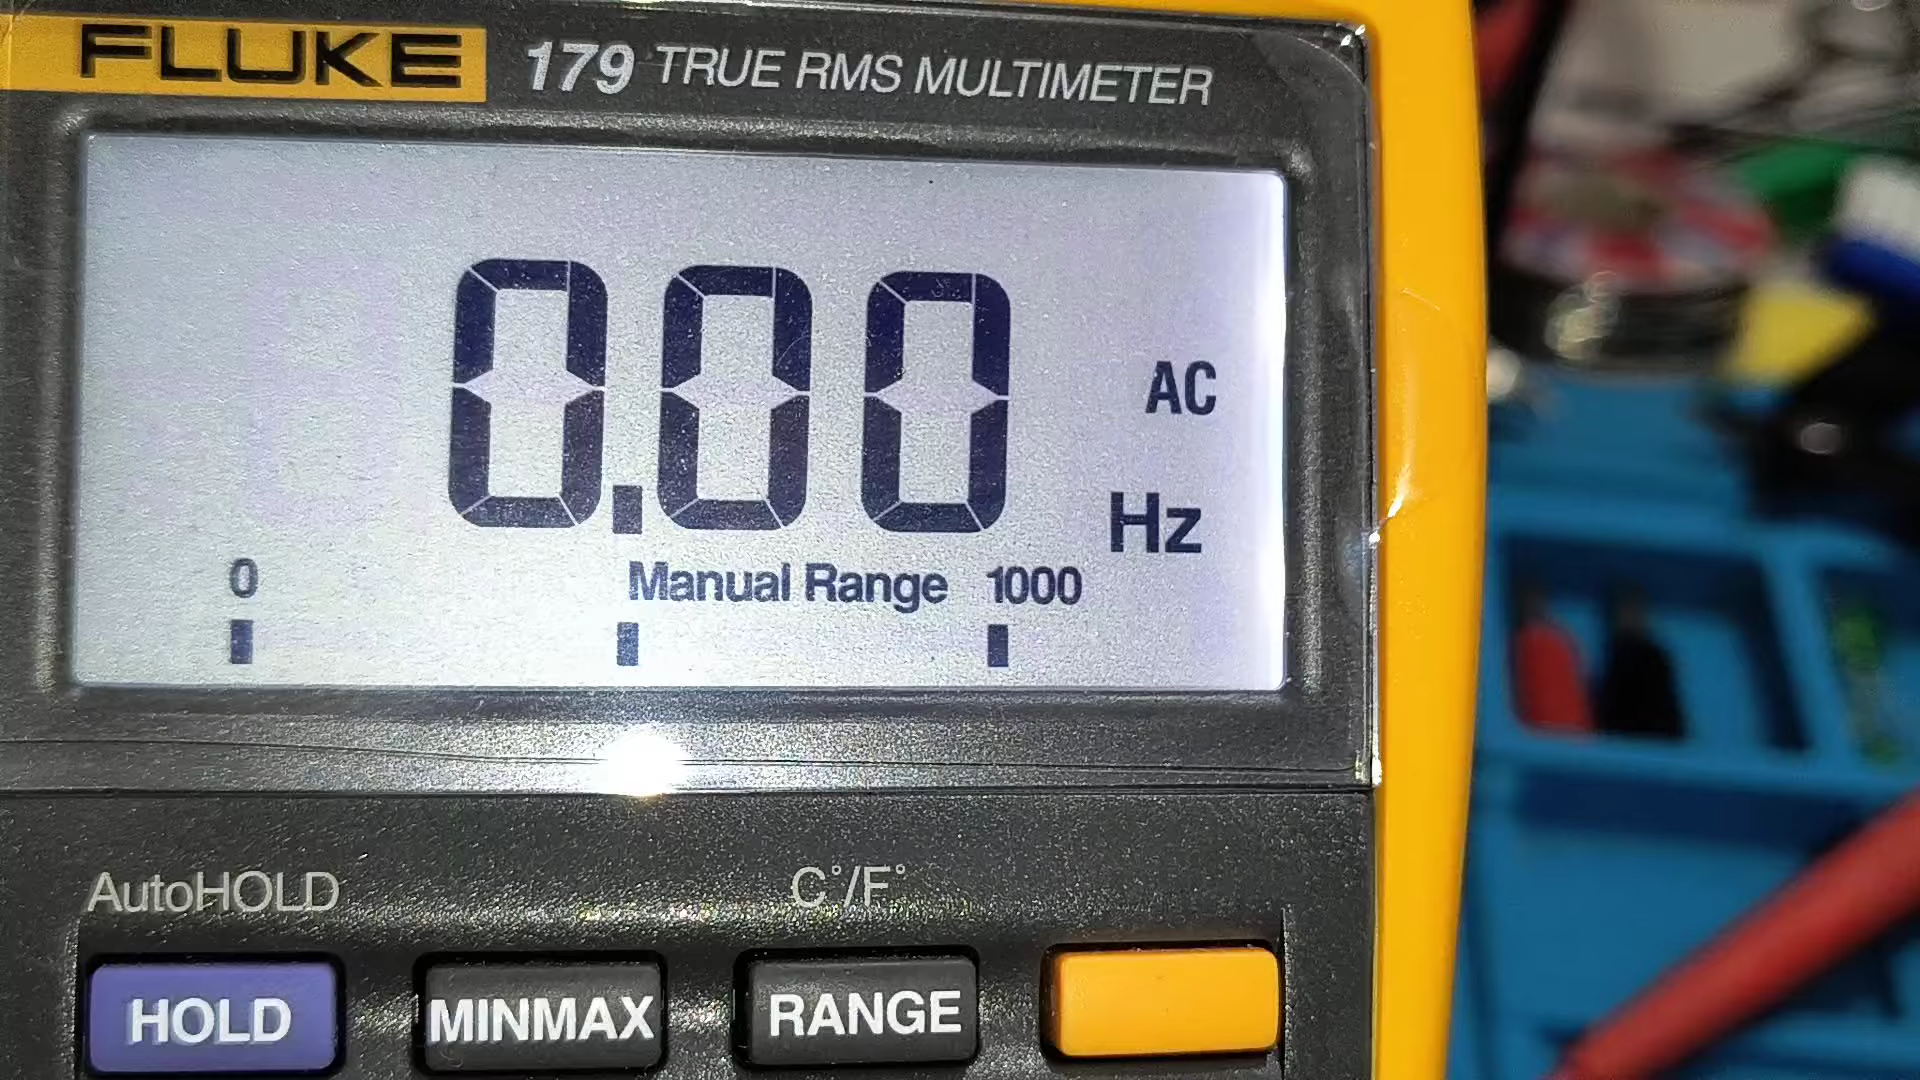 FLUKE 179 TRUE RMS MULTIMETER
0.00 AC Hz
0 Manual Range 1000
AutoHOLD C°/F°
HOLD MINMAX RANGE